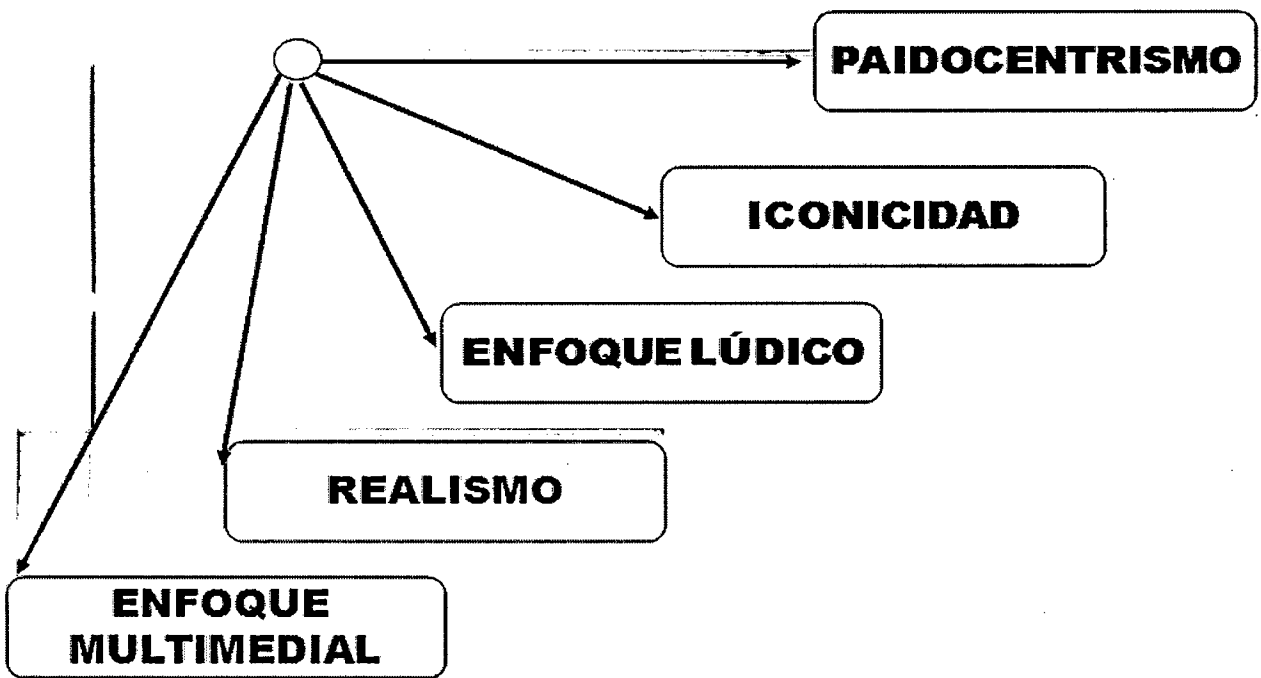 PAIDOCENTRISMO
ICONICIDAD
ENFOQUE LÚDICO
REALISMO
ENFOQUE
MULTIMEDIAL